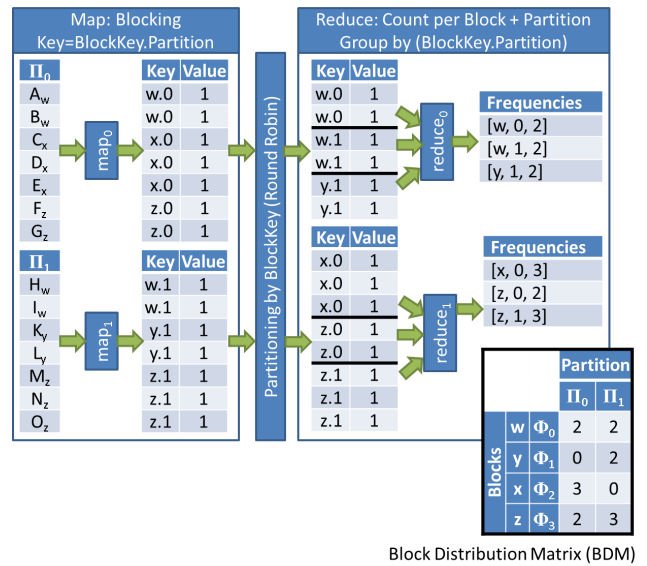 Map: Blocking
Key=BlockKey.Partition
Π0
Aw
Bw
Cx
Dx
Ex
Fz
Gz
map0
Key Value
w.0 1
w.0 1
x.0 1
x.0 1
x.0 1
z.0 1
z.0 1
Π1
Hw
Iw
Ky
Ly
Mz
Nz
Oz
map1
Key Value
w.1 1
w.1 1
y.1 1
y.1 1
z.1 1
z.1 1
z.1 1
Partitioning by BlockKey (Round Robin)
Reduce: Count per Block + Partition
Group by (BlockKey.Partition)
Key Value
w.0 1
w.0 1
w.1 1
w.1 1
y.1 1
y.1 1
reduce0
Frequencies
[w, 0, 2]
[w, 1, 2]
[y, 1, 2]
Key Value
x.0 1
x.0 1
x.0 1
z.0 1
z.0 1
z.1 1
z.1 1
z.1 1
reduce1
Frequencies
[x, 0, 3]
[z, 0, 2]
[z, 1, 3]
Partition
Π0 Π1
Blocks
w Φ0 2 2
y Φ1 0 2
x Φ2 3 0
z Φ3 2 3
Block Distribution Matrix (BDM)